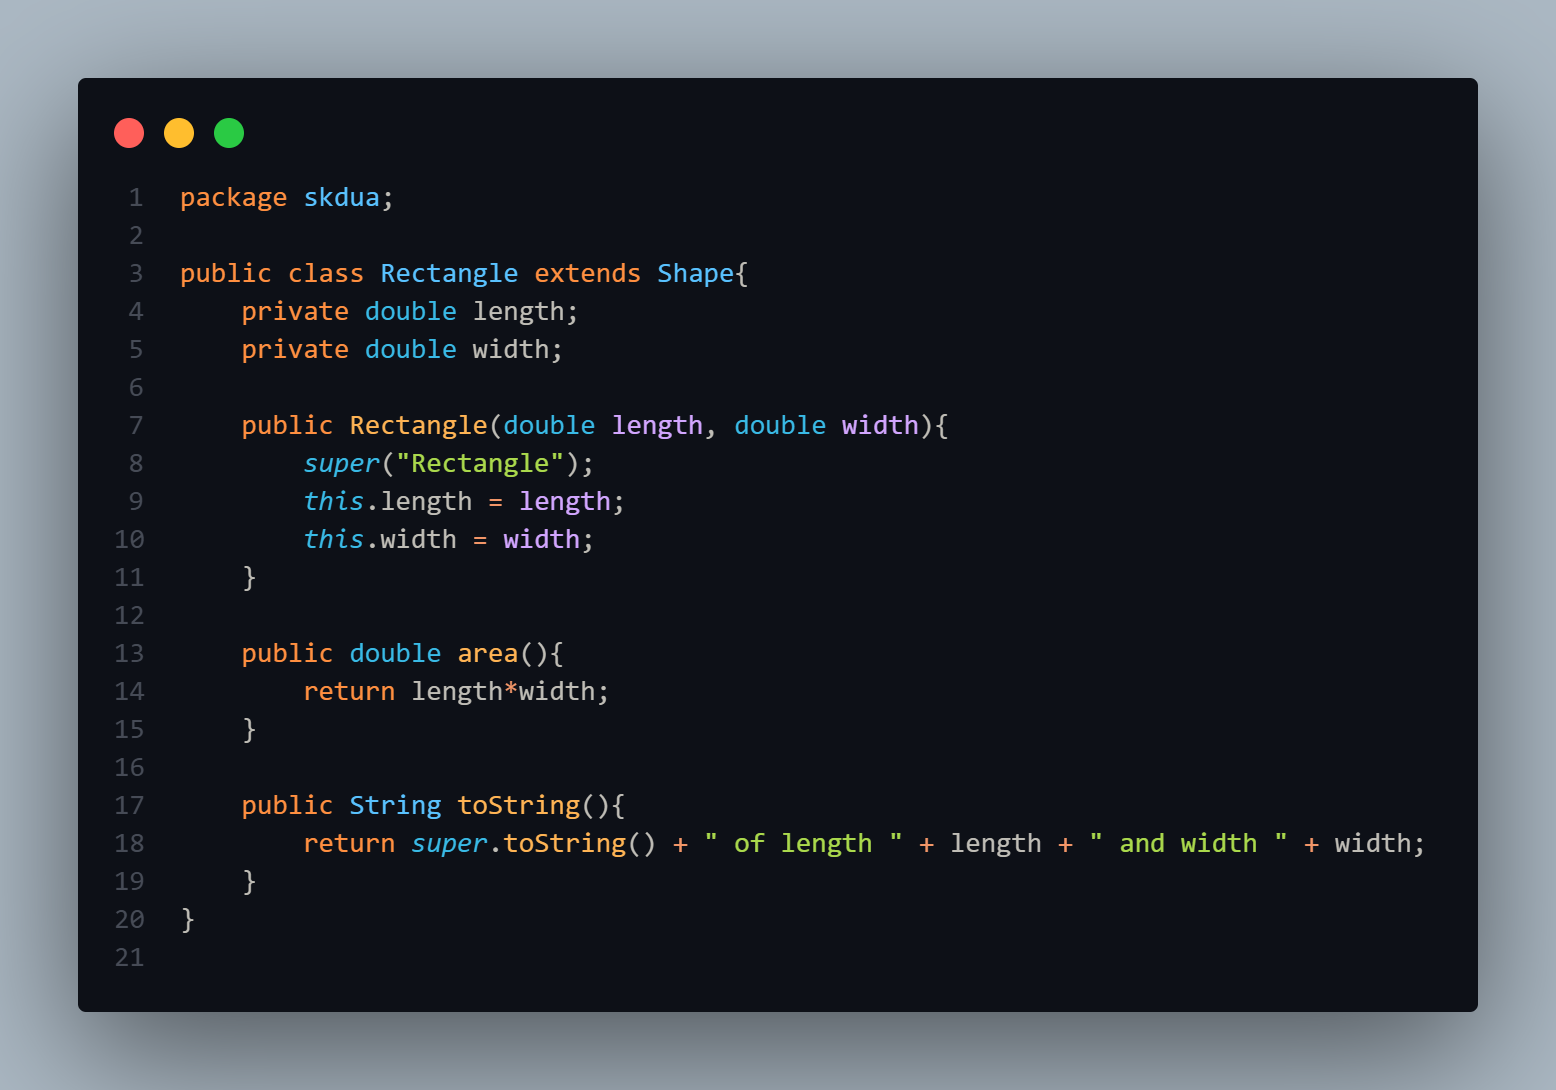 1 package skdua;
2
3 public class Rectangle extends Shape{
4     private double length;
5     private double width;
6
7     public Rectangle(double length, double width){
8         super("Rectangle");
9         this.length = length;
10         this.width = width;
11     }
12
13     public double area(){
14         return length*width;
15     }
16
17     public String toString(){
18         return super.toString() + " of length " + length + " and width " + width;
19     }
20 }
21